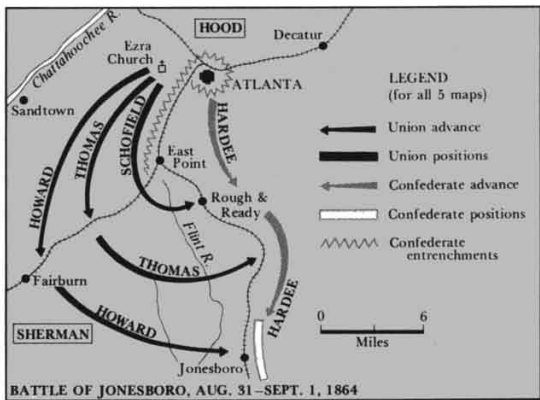 HOOD
Decatur
Chattahoochee R.
Ezra
Church
ATLANTA
Sandtown
HOWARD
THOMAS
SCHOFIELD
HARDEE
East
Point
Rough &
Ready
Flint R.
THOMAS
Fairburn
HOWARD
HARDEE
SHERMAN
Jonesboro
BATTLE OF JONESBORO, AUG. 31–SEPT. 1, 1864
LEGEND
(for all 5 maps)
Union advance
Union positions
Confederate advance
Confederate positions
Confederate
entrenchments
0 6
Miles